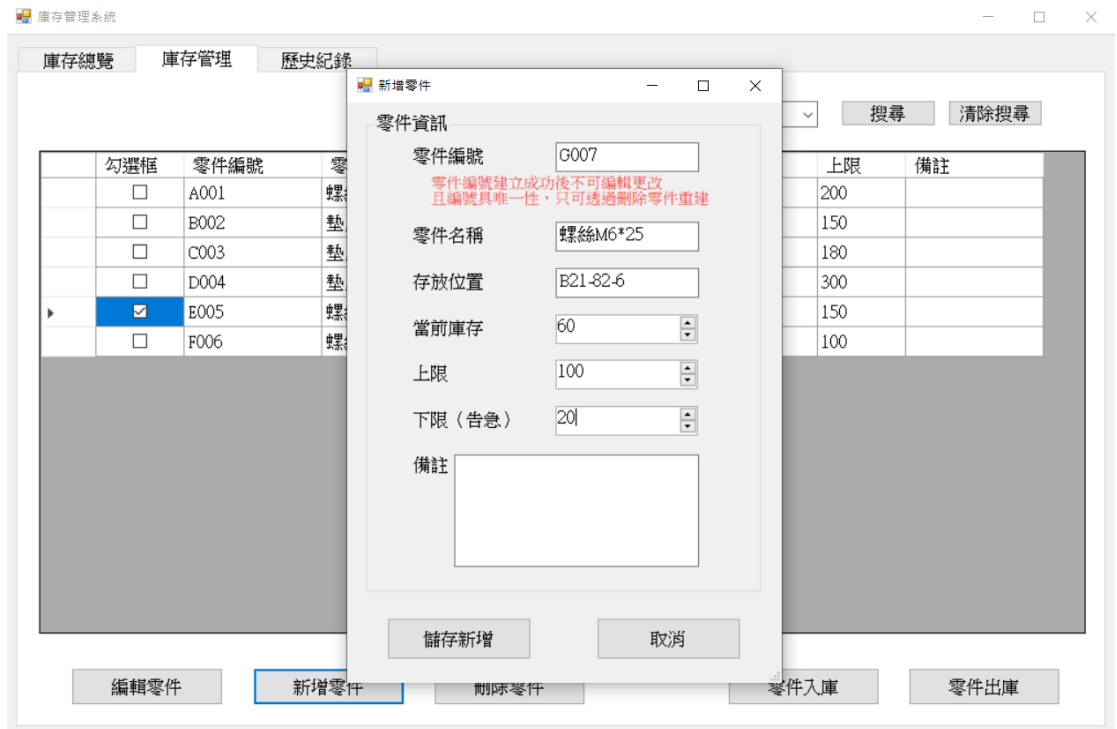 庫存管理系統
庫存總覽 庫存管理 歷史紀錄
搜尋 清除搜尋
勾選框 零件編號 零 上限 備註
A001 螺 200
B002 墊 150
C003 墊 180
D004 墊 300
E005 螺 150
F006 螺 100
編輯零件 新增零件 刪除零件 零件入庫 零件出庫
新增零件
零件資訊
零件編號 G007
零件編號建立成功後不可編輯更改
且編號具唯一性，只可透過刪除零件重建
零件名稱 螺絲M6*25
存放位置 B21-82-6
當前庫存 60
上限 100
下限（告急） 20
備註
儲存新增 取消